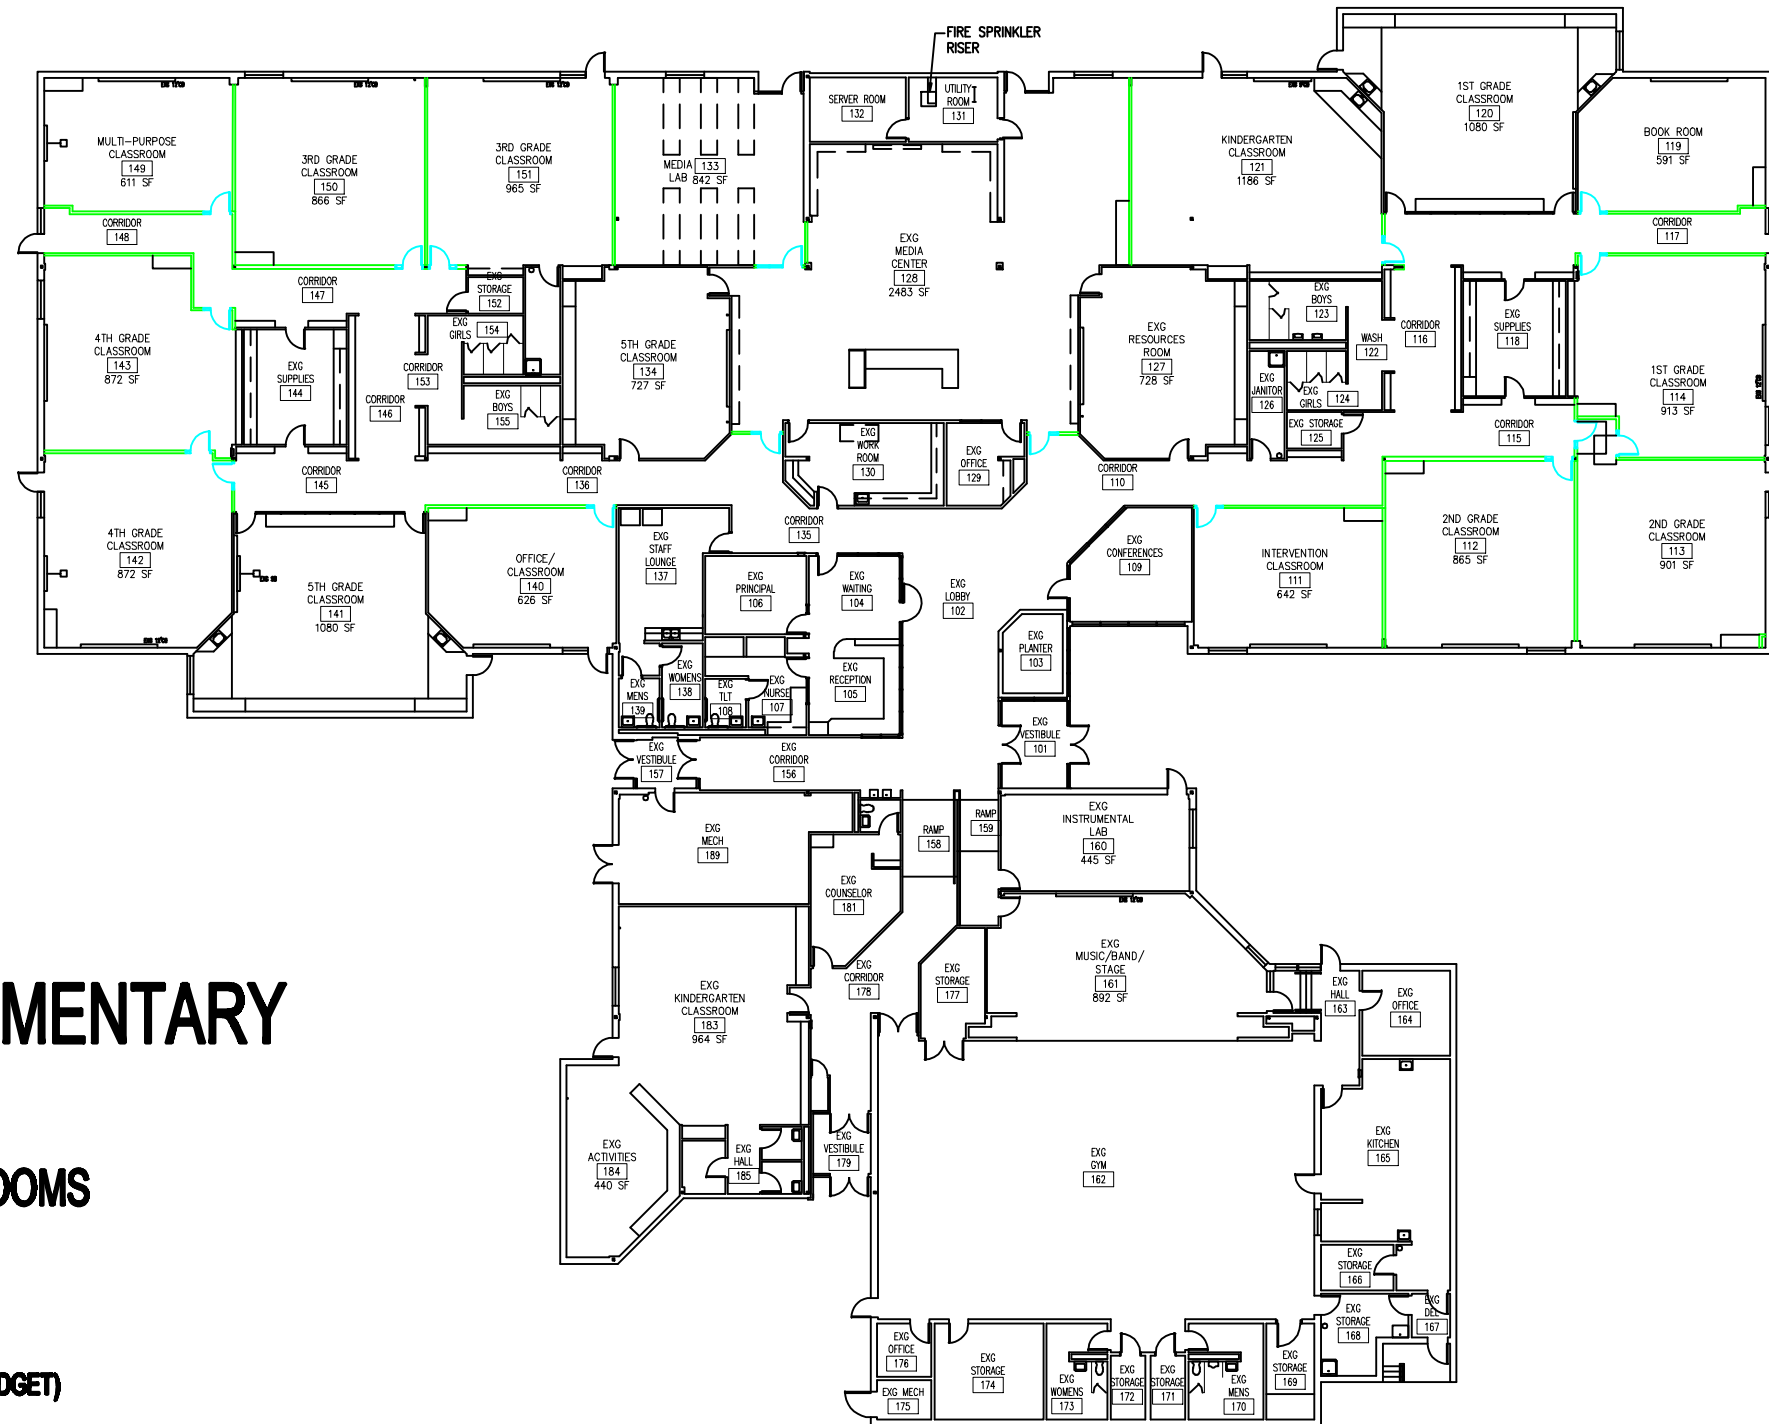 FIRE SPRINKLER
RISER
MULTI-PURPOSE
CLASSROOM
149
611 SF
3RD GRADE
CLASSROOM
150
866 SF
3RD GRADE
CLASSROOM
151
965 SF
MEDIA
LAB
133
842 SF
SERVER ROOM
132
UTILITY
ROOM
131
KINDERGARTEN
CLASSROOM
121
1186 SF
1ST GRADE
CLASSROOM
120
1080 SF
BOOK ROOM
119
591 SF
CORRIDOR
148
CORRIDOR
147
EXG
STORAGE
152
EXG
MEDIA
CENTER
128
2483 SF
CORRIDOR
117
4TH GRADE
CLASSROOM
143
872 SF
EXG
SUPPLIES
144
CORRIDOR
146
CORRIDOR
153
EXG
GIRLS
154
EXG
BOYS
155
5TH GRADE
CLASSROOM
134
727 SF
EXG
RESOURCES
ROOM
127
728 SF
EXG
BOYS
123
WASH
122
CORRIDOR
116
EXG
SUPPLIES
118
1ST GRADE
CLASSROOM
114
913 SF
EXG
JANITOR
126
EXG
GIRLS
124
EXG STORAGE
125
CORRIDOR
115
EXG
WORK
ROOM
130
EXG
OFFICE
129
CORRIDOR
145
CORRIDOR
136
CORRIDOR
110
4TH GRADE
CLASSROOM
142
872 SF
5TH GRADE
CLASSROOM
141
1080 SF
OFFICE/
CLASSROOM
140
626 SF
EXG
STAFF
LOUNGE
137
CORRIDOR
135
EXG
PRINCIPAL
106
EXG
WAITING
104
EXG
LOBBY
102
EXG
CONFERENCES
109
INTERVENTION
CLASSROOM
111
642 SF
2ND GRADE
CLASSROOM
112
865 SF
2ND GRADE
CLASSROOM
113
901 SF
EXG
PLANTER
103
EXG
MENS
139
EXG
WOMENS
138
EXG
TLT
108
EXG
NURSE
107
EXG
RECEPTION
105
EXG
VESTIBULE
101
EXG
VESTIBULE
157
EXG
CORRIDOR
156
EXG
MECH
189
RAMP
158
RAMP
159
EXG
INSTRUMENTAL
LAB
160
445 SF
EXG
COUNSELOR
181
EXG
MUSIC/BAND/
STAGE
161
892 SF
EXG
CORRIDOR
178
EXG
STORAGE
177
EXG
HALL
163
EXG
OFFICE
164
EXG
KINDERGARTEN
CLASSROOM
183
964 SF
MENTARY
EXG
ACTIVITIES
184
440 SF
EXG
HALL
185
EXG
VESTIBULE
179
EXG
GYM
162
EXG
KITCHEN
165
OOMS
EXG
STORAGE
166
EXG
STORAGE
168
EXG
DEL
167
DGET)
EXG
OFFICE
176
EXG MECH
175
EXG
STORAGE
174
EXG
WOMENS
173
EXG
STORAGE
172
EXG
STORAGE
171
EXG
MENS
170
EXG
STORAGE
169